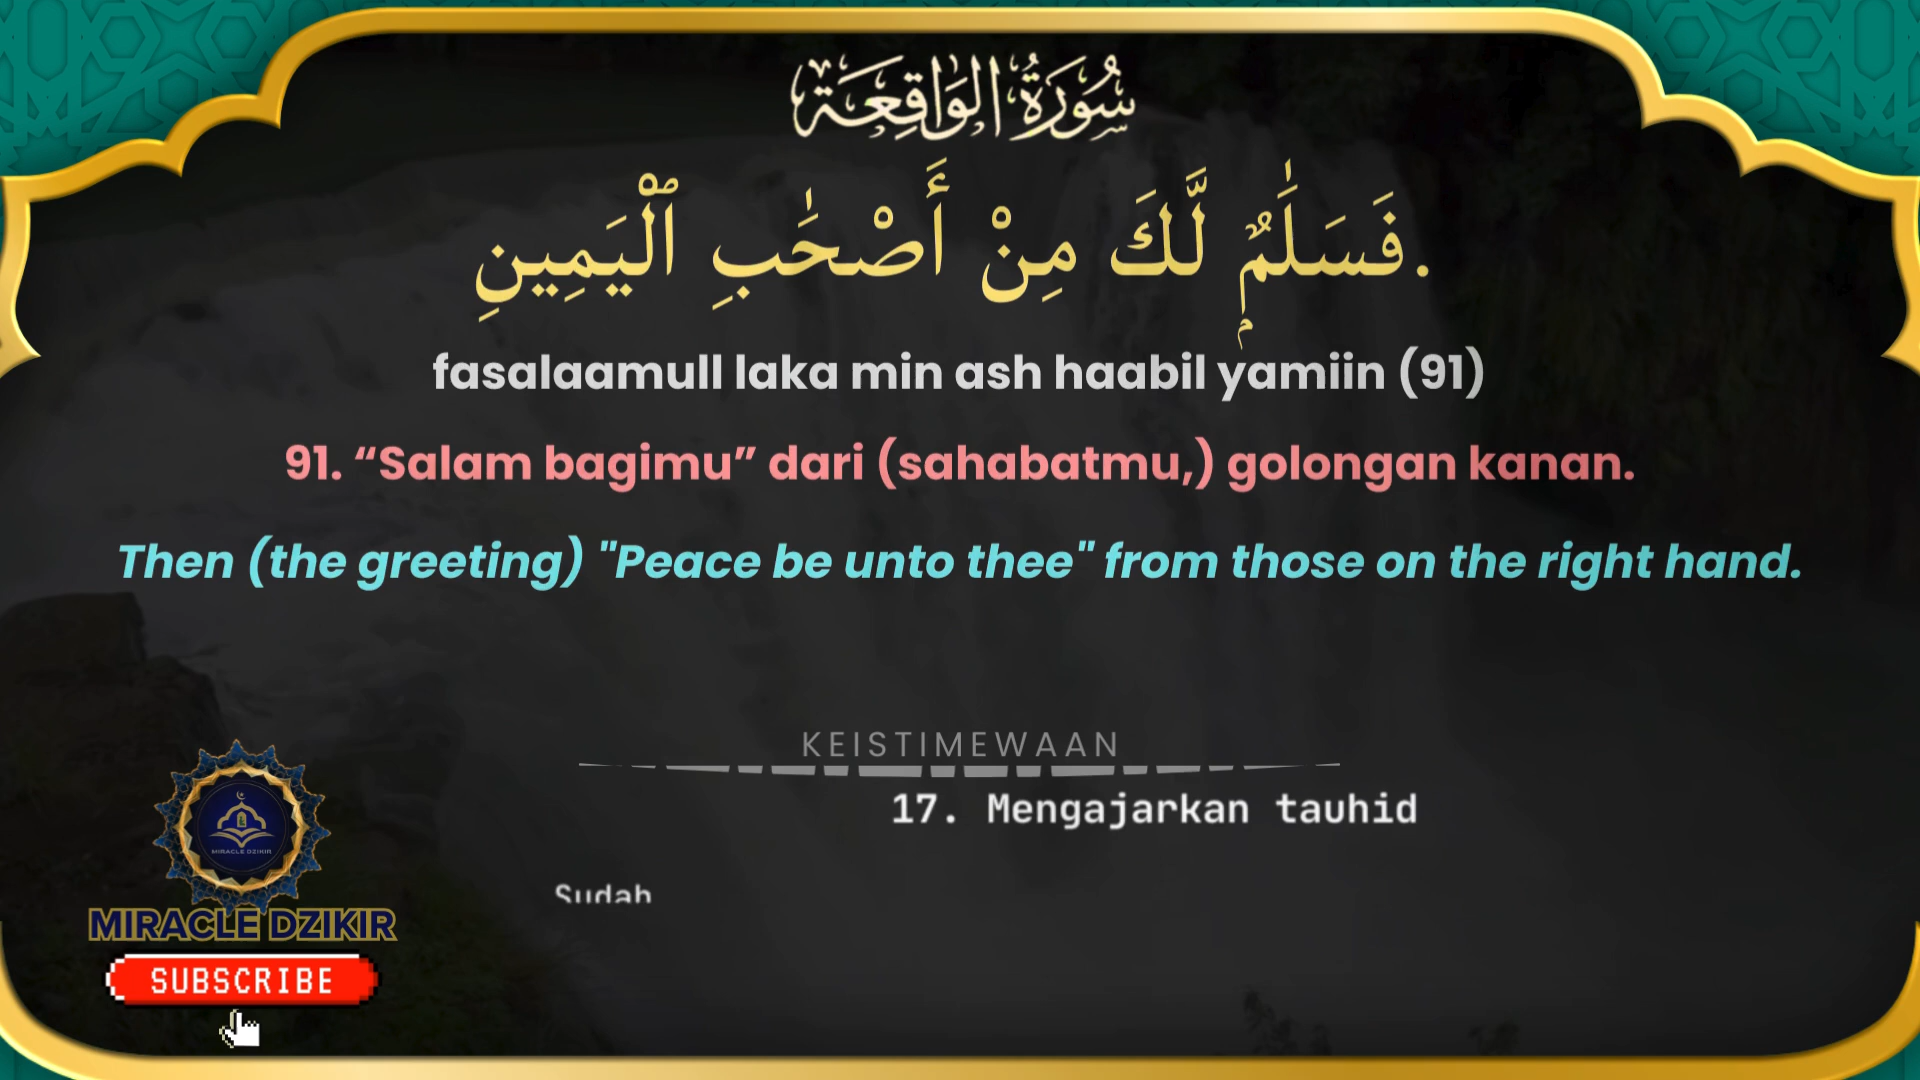 سُورَةُ الوَاقِعَة
فَسَلَٰمٌ لَّكَ مِنْ أَصْحَٰبِ ٱلْيَمِينِ.
fasalaamull laka min ash haabil yamiin (91)
91. “Salam bagimu” dari (sahabatmu,) golongan kanan.
Then (the greeting) "Peace be unto thee" from those on the right hand.
KEISTIMEWAAN
17. Mengajarkan tauhid
Sudah
MIRACLE DZIKIR
MIRACLE DZIKIR
SUBSCRIBE